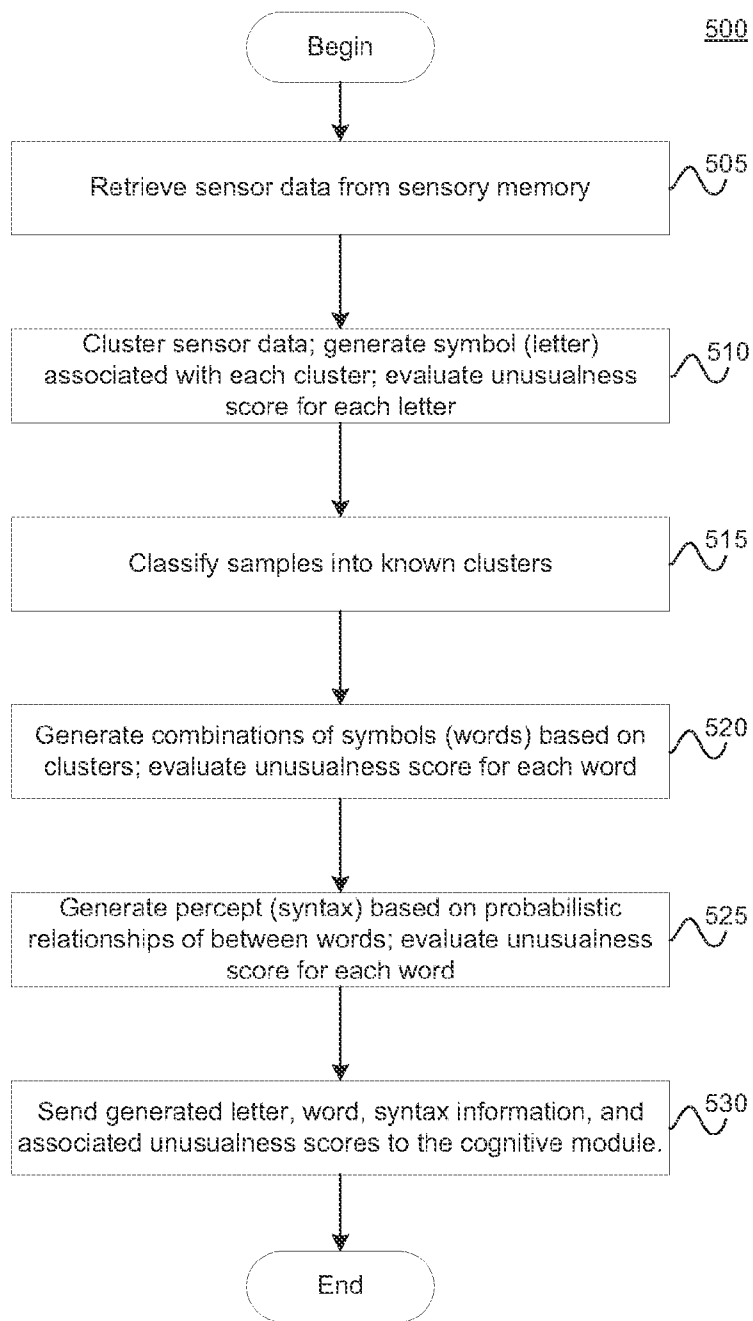 500
Begin
505
Retrieve sensor data from sensory memory
510
Cluster sensor data; generate symbol (letter)
associated with each cluster; evaluate unusualness
score for each letter
515
Classify samples into known clusters
520
Generate combinations of symbols (words) based on
clusters; evaluate unusualness score for each word
525
Generate percept (syntax) based on probabilistic
relationships of between words; evaluate unusualness
score for each word
530
Send generated letter, word, syntax information, and
associated unusualness scores to the cognitive module.
End